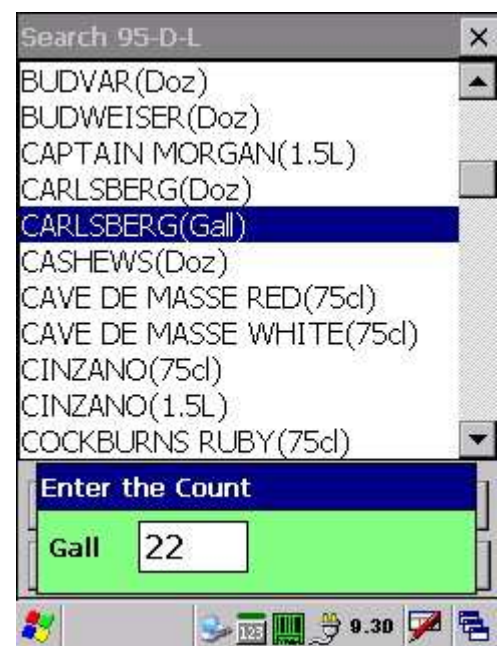 Search 95-D-L
BUDVAR(Doz)
BUDWEISER(Doz)
CAPTAIN MORGAN(1.5L)
CARLSBERG(Doz)
CARLSBERG(Gall)
CASHEWS(Doz)
CAVE DE MASSE RED(75cl)
CAVE DE MASSE WHITE(75cl)
CINZANO(75cl)
CINZANO(1.5L)
COCKBURNS RUBY(75cl)
Enter the Count
Gall 22
123 9.30